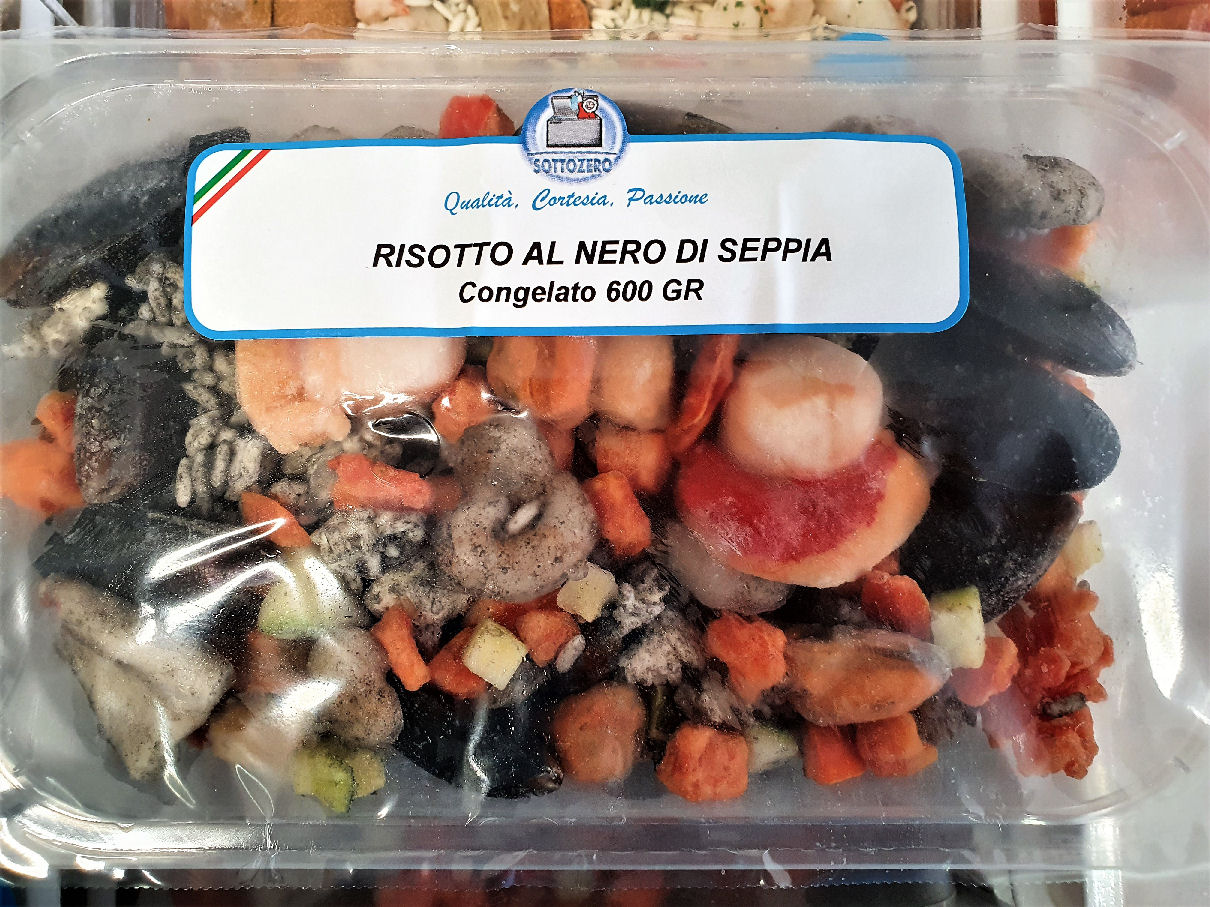 SOTTOZERO
Qualità, Cortesia, Passione
RISOTTO AL NERO DI SEPPIA
Congelato 600 GR